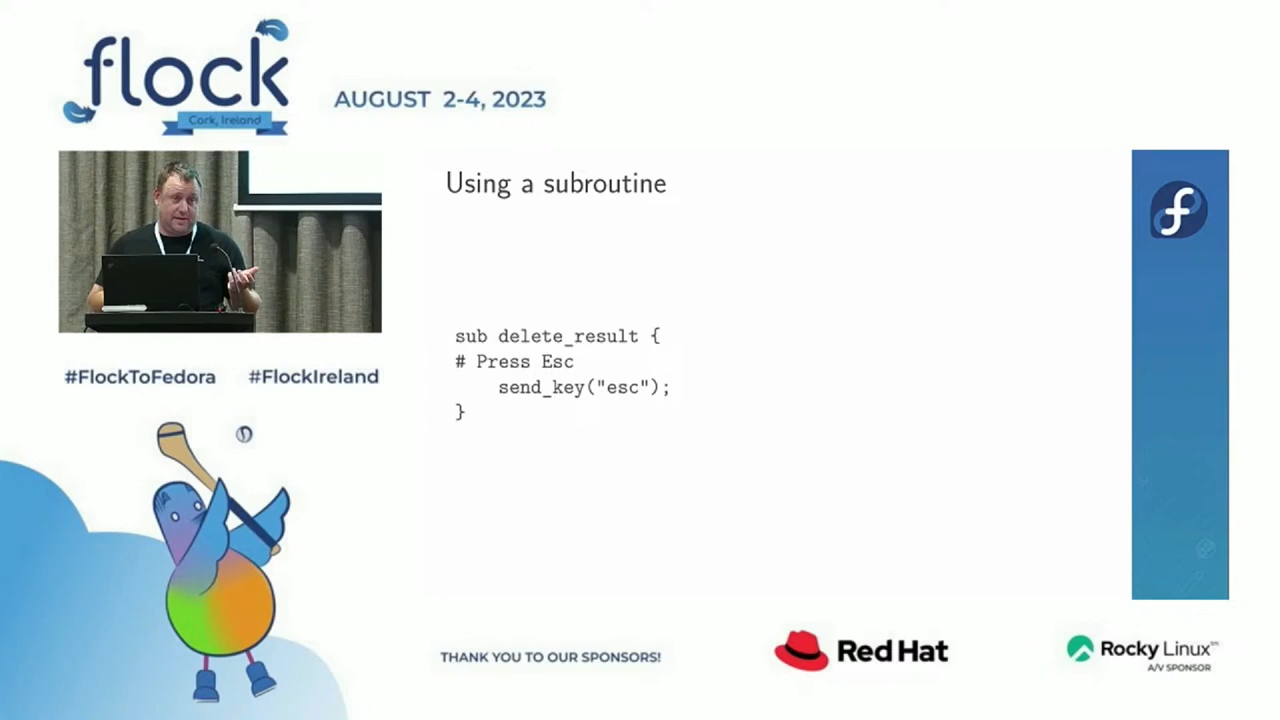 flock
Cork, Ireland
AUGUST 2-4, 2023
Using a subroutine
sub delete_result {
# Press Esc
send_key("esc");
}
#FlockToFedora #FlockIreland
THANK YOU TO OUR SPONSORS!
Red Hat
Rocky Linux™
A/V SPONSOR